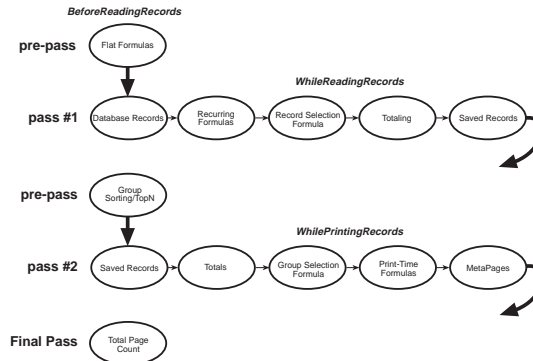 BeforeReadingRecords
pre-pass
Flat Formulas
WhileReadingRecords
pass #1
Database Records
Recurring
Formulas
Record Selection
Formula
Totaling
Saved Records
pre-pass
Group
Sorting/TopN
WhilePrintingRecords
pass #2
Saved Records
Totals
Group Selection
Formula
Print-Time
Formulas
MetaPages
Final Pass
Total Page
Count